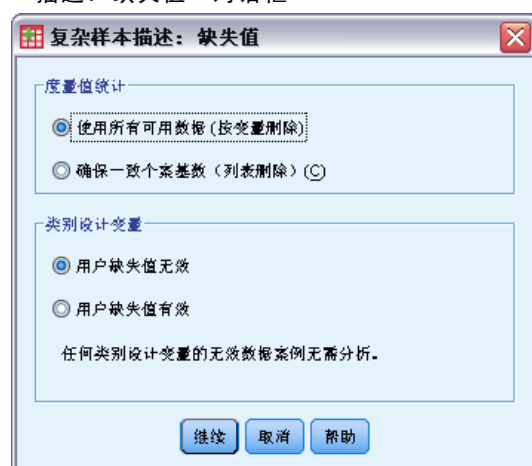 复杂样本描述： 缺失值
度量值统计
使用所有可用数据(按变量删除)
确保一致个案基数（列表删除）(C)
类别设计变量
用户缺失值无效
用户缺失值有效
任何类别设计变量的无效数据案例无需分析。
继续 取消 帮助